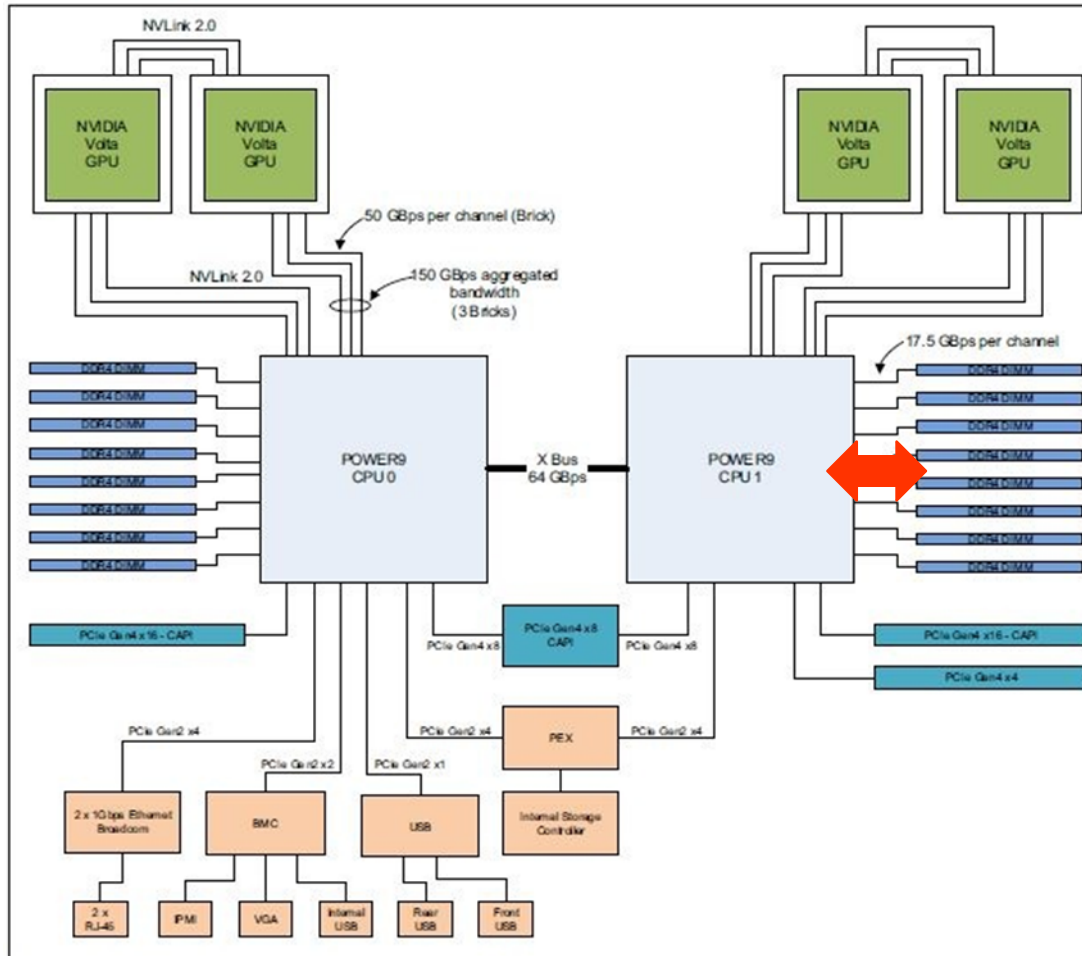 NVLink 2.0
NVIDIA
Volta
GPU
NVIDIA
Volta
GPU
NVIDIA
Volta
GPU
NVIDIA
Volta
GPU
50 GBps per channel (Brick)
NVLink 2.0
150 GBps aggregated
bandwidth
(3 Bricks)
17.5 GBps per channel
DDR4 DIMM
DDR4 DIMM
DDR4 DIMM
DDR4 DIMM
DDR4 DIMM
DDR4 DIMM
DDR4 DIMM
DDR4 DIMM
POWER9
CPU 0
X Bus
64 GBps
POWER9
CPU 1
DDR4 DIMM
DDR4 DIMM
DDR4 DIMM
DDR4 DIMM
DDR4 DIMM
DDR4 DIMM
DDR4 DIMM
DDR4 DIMM
PCIe Gen4 x16 - CAPI
PCIe Gen4 x8
PCIe Gen4 x8
CAPI
PCIe Gen4 x8
PCIe Gen4 x16 - CAPI
PCIe Gen4 x4
PCIe Gen2 x4
PCIe Gen2 x2
PCIe Gen2 x1
PCIe Gen2 x4
PEX
PCIe Gen2 x4
2 x 1Gbps Ethernet
Broadcom
BMC
USB
Internal Storage
Controller
2 x
RJ-45
IPMI
VGA
Internal
USB
Rear
USB
Front
USB